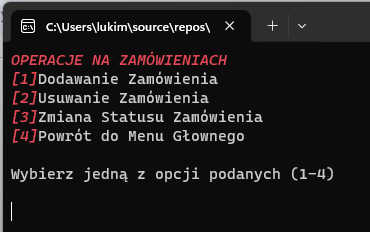 C:\Users\lukim\source\repos\
OPERACJE NA ZAMÓWIENIACH
[1]Dodawanie Zamówienia
[2]Usuwanie Zamówienia
[3]Zmiana Statusu Zamówienia
[4]Powrót do Menu Głownego
Wybierz jedną z opcji podanych (1-4)